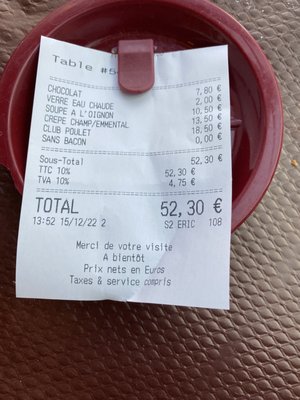 Table #5
CHOCOLAT 7,80 €
VERRE EAU CHAUDE 2,00 €
SOUPE A L'OIGNON 10,50 €
CREPE CHAMP/EMMENTAL 13,50 €
CLUB POULET 18,50 €
SANS BACON 0,00 €
Sous-Total 52,30 €
TTC 10% 52,30 €
TVA 10% 4,75 €
TOTAL 52,30 €
13:52 15/12/22 2 S2 ERIC 108
Merci de votre visite
A bientôt
Prix nets en Euros
Taxes & service compris